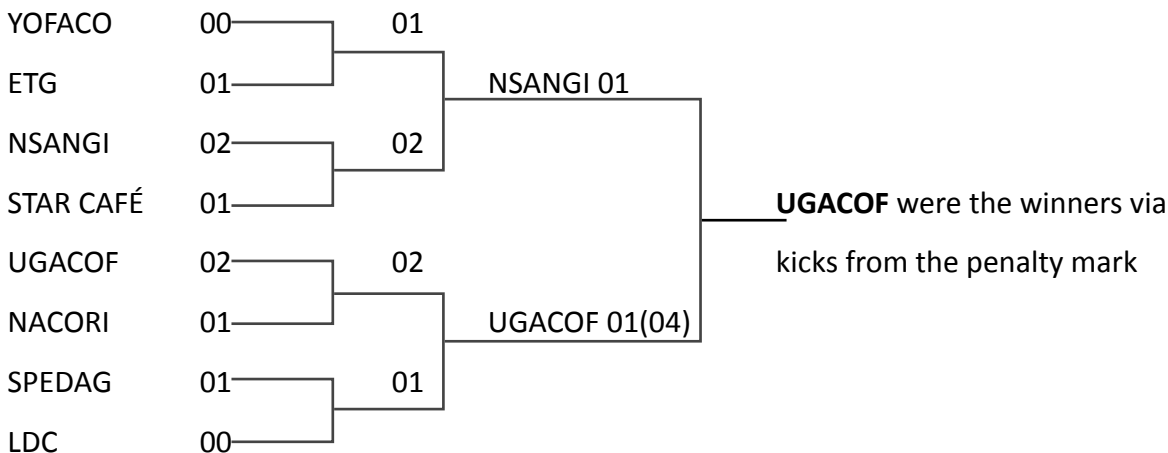 YOFACO 00 01
ETG 01 NSANGI 01
NSANGI 02 02
STAR CAFÉ 01 UGACOF were the winners via
UGACOF 02 02 kicks from the penalty mark
NACORI 01 UGACOF 01(04)
SPEDAG 01 01
LDC 00